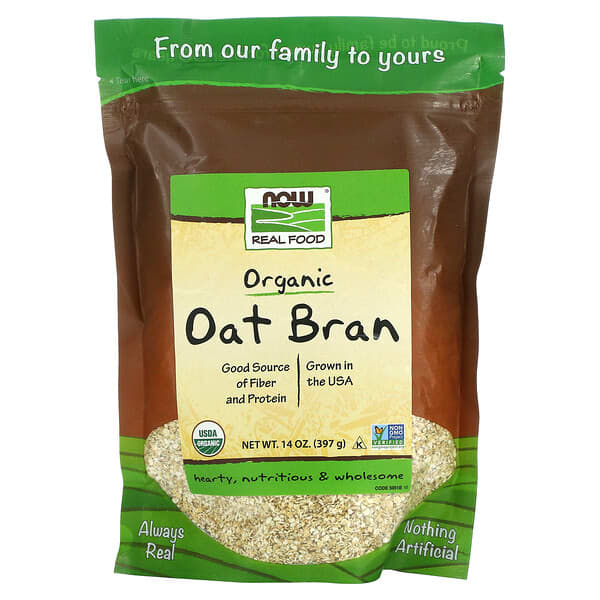 From our family to yours
Tear here
now
REAL FOOD
Organic
Oat Bran
Good Source
of Fiber
and Protein
Grown in
the USA
USDA
ORGANIC
NET WT. 14 OZ. (397 g)
K
NON
GMO
Project
VERIFIED
hearty, nutritious & wholesome
Always
Real
Nothing
Artificial